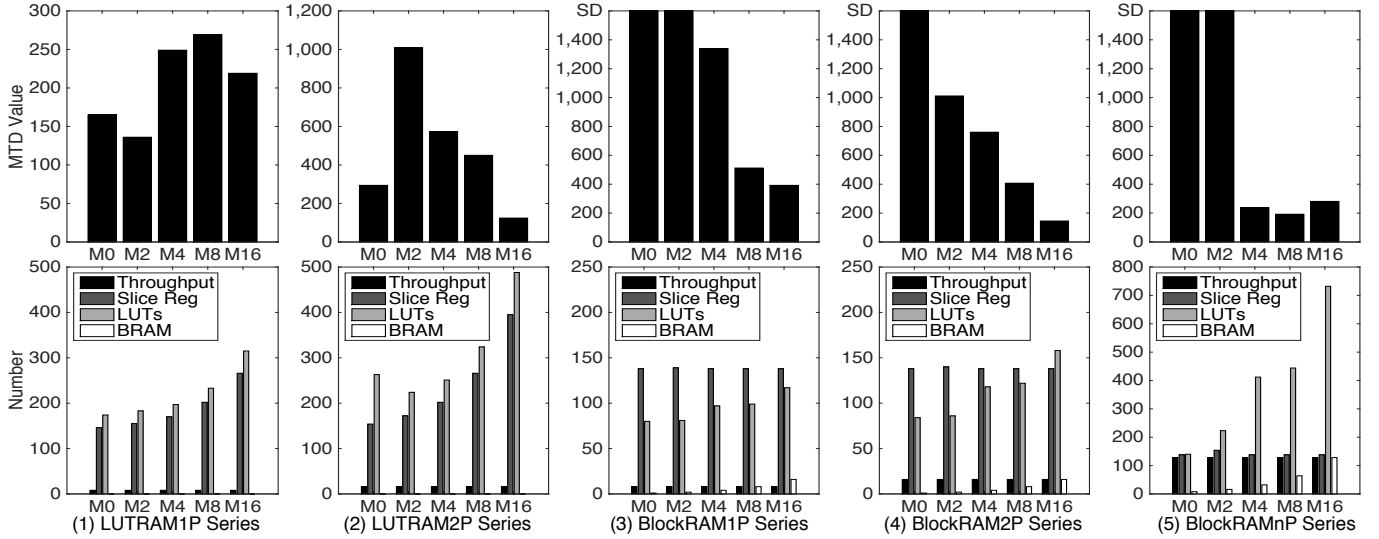 MTD Value
300
250
200
150
100
50
0
M0 M2 M4 M8 M16
1,200
1,000
800
600
400
200
0
M0 M2 M4 M8 M16
SD
1,400
1,200
1,000
800
600
400
200
0
M0 M2 M4 M8 M16
SD
1,400
1,200
1,000
800
600
400
200
0
M0 M2 M4 M8 M16
SD
1,400
1,200
1,000
800
600
400
200
0
M0 M2 M4 M8 M16
Number
500
400
300
200
100
0
Throughput
Slice Reg
LUTs
BRAM
M0 M2 M4 M8 M16
(1) LUTRAM1P Series
500
400
300
200
100
0
Throughput
Slice Reg
LUTs
BRAM
M0 M2 M4 M8 M16
(2) LUTRAM2P Series
250
200
150
100
50
0
Throughput
Slice Reg
LUTs
BRAM
M0 M2 M4 M8 M16
(3) BlockRAM1P Series
250
200
150
100
50
0
Throughput
Slice Reg
LUTs
BRAM
M0 M2 M4 M8 M16
(4) BlockRAM2P Series
800
700
600
500
400
300
200
100
0
Throughput
Slice Reg
LUTs
BRAM
M0 M2 M4 M8 M16
(5) BlockRAMnP Series